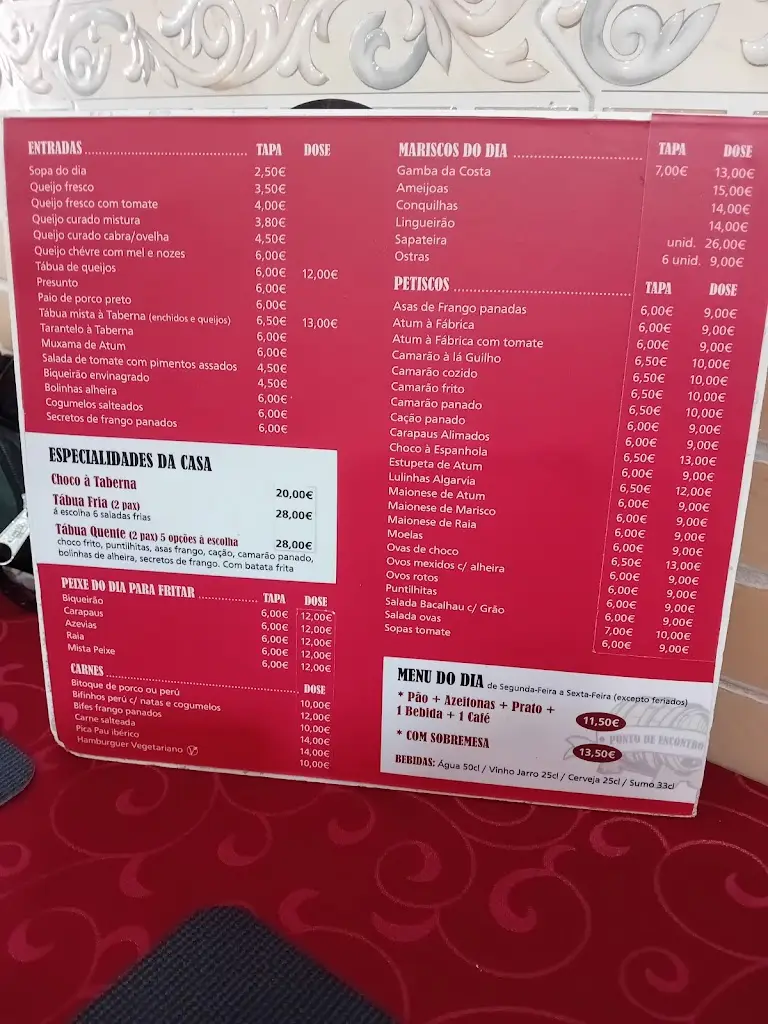 ENTRADAS TAPA DOSE
Sopa do dia 2,50€
Queijo fresco 3,50€
Queijo fresco com tomate 4,00€
Queijo curado mistura 3,80€
Queijo curado cabra/ovelha 4,50€
Queijo chévre com mel e nozes 6,00€
Tábua de queijos 6,00€ 12,00€
Presunto 6,00€
Paio de porco preto 6,00€
Tábua mista à Taberna (enchidos e queijos) 6,50€ 13,00€
Tarantelo à Taberna 6,00€
Muxama de Atum 6,00€
Salada de tomate com pimentos assados 4,50€
Biqueirão envinagrado 4,50€
Bolinhas alheira 6,00€
Cogumelos salteados 6,00€
Secretos de frango panados 6,00€
ESPECIALIDADES DA CASA
Choco à Taberna 20,00€
Tábua Fria (2 pax) 28,00€
á escolha 6 saladas frias
Tábua Quente (2 pax) 5 opções á escolha 28,00€
choco frito, puntilhitas, asas frango, cação, camarão panado,
bolinhas de alheira, secretos de frango. Com batata frita
PEIXE DO DIA PARA FRITAR TAPA DOSE
Biqueirão 6,00€ 12,00€
Carapaus 6,00€ 12,00€
Azevias 6,00€ 12,00€
Raia 6,00€ 12,00€
Mista Peixe 6,00€ 12,00€
CARNES DOSE
Bitoque de porco ou perú 10,00€
Bifinhos perú c/ natas e cogumelos 12,00€
Bifes frango panados 10,00€
Carne salteada 14,00€
Pica Pau ibérico 14,00€
Hamburguer Vegetariano 10,00€
MARISCOS DO DIA TAPA DOSE
Gamba da Costa 7,00€ 13,00€
Ameijoas 15,00€
Conquilhas 14,00€
Lingueirão 14,00€
Sapateira unid. 26,00€
Ostras 6 unid. 9,00€
PETISCOS TAPA DOSE
Asas de Frango panadas 6,00€ 9,00€
Atum à Fábrica 6,00€ 9,00€
Atum à Fábrica com tomate 6,00€ 9,00€
Camarão à lá Guilho 6,50€ 10,00€
Camarão cozido 6,50€ 10,00€
Camarão frito 6,50€ 10,00€
Camarão panado 6,50€ 10,00€
Cação panado 6,00€ 9,00€
Carapaus Alimados 6,00€ 9,00€
Choco à Espanhola 6,50€ 13,00€
Estupeta de Atum 6,00€ 9,00€
Lulinhas Algarvia 6,50€ 12,00€
Maionese de Atum 6,00€ 9,00€
Maionese de Marisco 6,00€ 9,00€
Maionese de Raia 6,00€ 9,00€
Moelas 6,00€ 9,00€
Ovas de choco 6,50€ 13,00€
Ovos mexidos c/ alheira 6,00€ 9,00€
Ovos rotos 6,00€ 9,00€
Puntilhitas 6,00€ 9,00€
Salada Bacalhau c/ Grão 6,00€ 9,00€
Salada ovas 7,00€ 10,00€
Sopas tomate 6,00€ 9,00€
MENU DO DIA de Segunda-Feira a Sexta-Feira (excepto feriados)
* Pão + Azeitonas + Prato +
1 Bebida + 1 Café 11,50€
* COM SOBREMESA 13,50€
PONTO DE ENCONTRO
BEBIDAS: Água 50cl / Vinho Jarro 25cl / Cerveja 25cl / Sumo 33cl